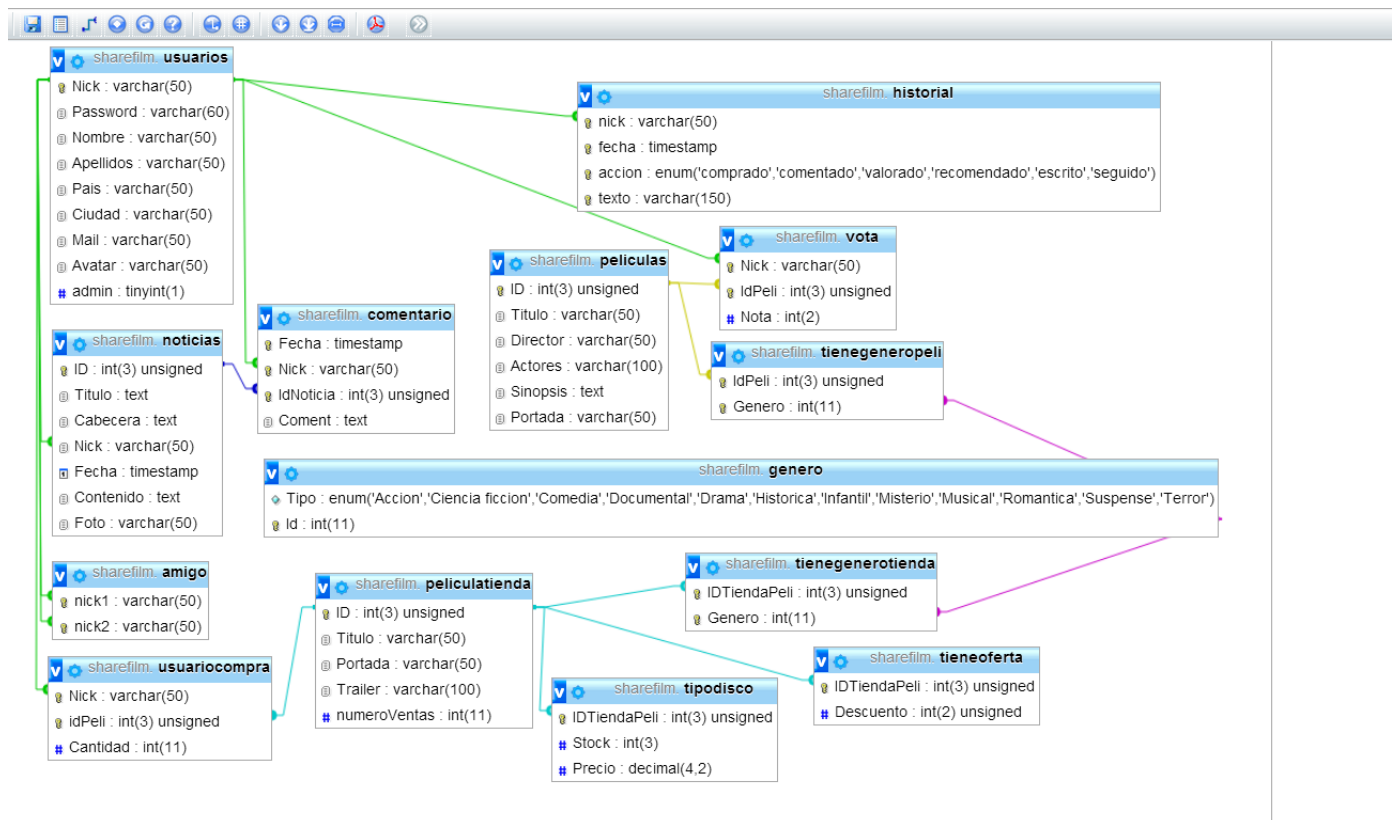 sharefilm. usuarios
Nick : varchar(50)
Password : varchar(60)
Nombre : varchar(50)
Apellidos : varchar(50)
Pais : varchar(50)
Ciudad : varchar(50)
Mail : varchar(50)
Avatar : varchar(50)
# admin : tinyint(1)
sharefilm. historial
nick : varchar(50)
fecha : timestamp
accion : enum('comprado','comentado','valorado','recomendado','escrito','seguido')
texto : varchar(150)
sharefilm. vota
Nick : varchar(50)
IdPeli : int(3) unsigned
# Nota : int(2)
sharefilm. peliculas
ID : int(3) unsigned
Titulo : varchar(50)
Director : varchar(50)
Actores : varchar(100)
Sinopsis : text
Portada : varchar(50)
sharefilm. comentario
Fecha : timestamp
Nick : varchar(50)
IdNoticia : int(3) unsigned
Coment : text
sharefilm. noticias
ID : int(3) unsigned
Titulo : text
Cabecera : text
Nick : varchar(50)
Fecha : timestamp
Contenido : text
Foto : varchar(50)
sharefilm. tienegeneropeli
IdPeli : int(3) unsigned
Genero : int(11)
sharefilm. genero
Tipo : enum('Accion','Ciencia ficcion','Comedia','Documental','Drama','Historica','Infantil','Misterio','Musical','Romantica','Suspense','Terror')
Id : int(11)
sharefilm. amigo
nick1 : varchar(50)
nick2 : varchar(50)
sharefilm. peliculatienda
ID : int(3) unsigned
Titulo : varchar(50)
Portada : varchar(50)
Trailer : varchar(100)
# numeroVentas : int(11)
sharefilm. tienegenerotienda
IDTiendaPeli : int(3) unsigned
Genero : int(11)
sharefilm. usuariocompra
Nick : varchar(50)
idPeli : int(3) unsigned
# Cantidad : int(11)
sharefilm. tipodisco
IDTiendaPeli : int(3) unsigned
# Stock : int(3)
# Precio : decimal(4,2)
sharefilm. tieneoferta
IDTiendaPeli : int(3) unsigned
# Descuento : int(2) unsigned